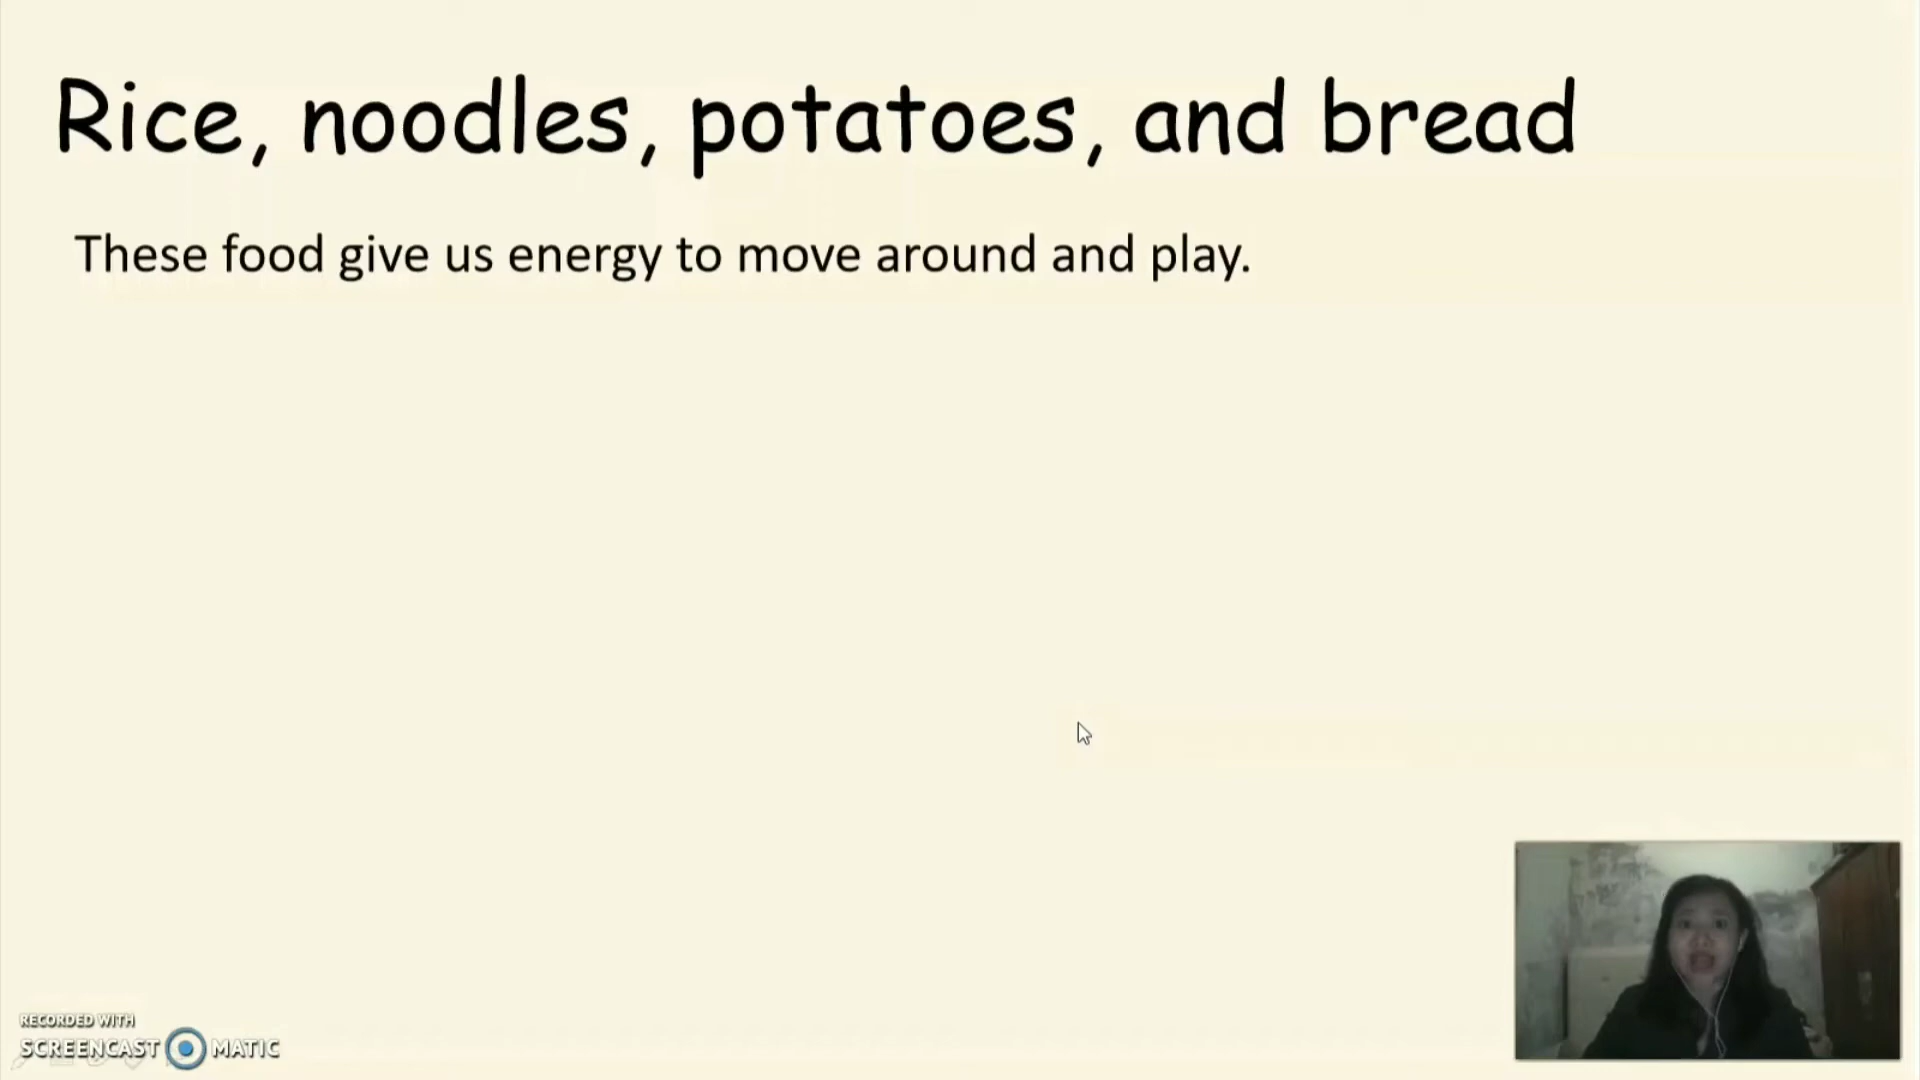 Rice, noodles, potatoes, and bread
These food give us energy to move around and play.
RECORDED WITH
SCREENCAST MATIC